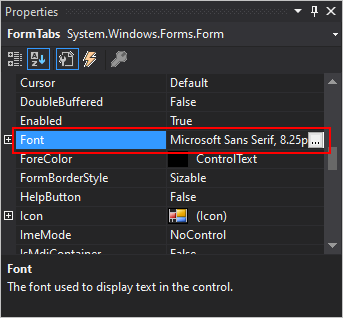 Properties
FormTabs System.Windows.Forms.Form
Cursor Default
DoubleBuffered False
Enabled True
Font Microsoft Sans Serif, 8.25p ...
ForeColor ControlText
FormBorderStyle Sizable
HelpButton False
Icon (Icon)
ImeMode NoControl
IsMdiContainer False
Font
The font used to display text in the control.